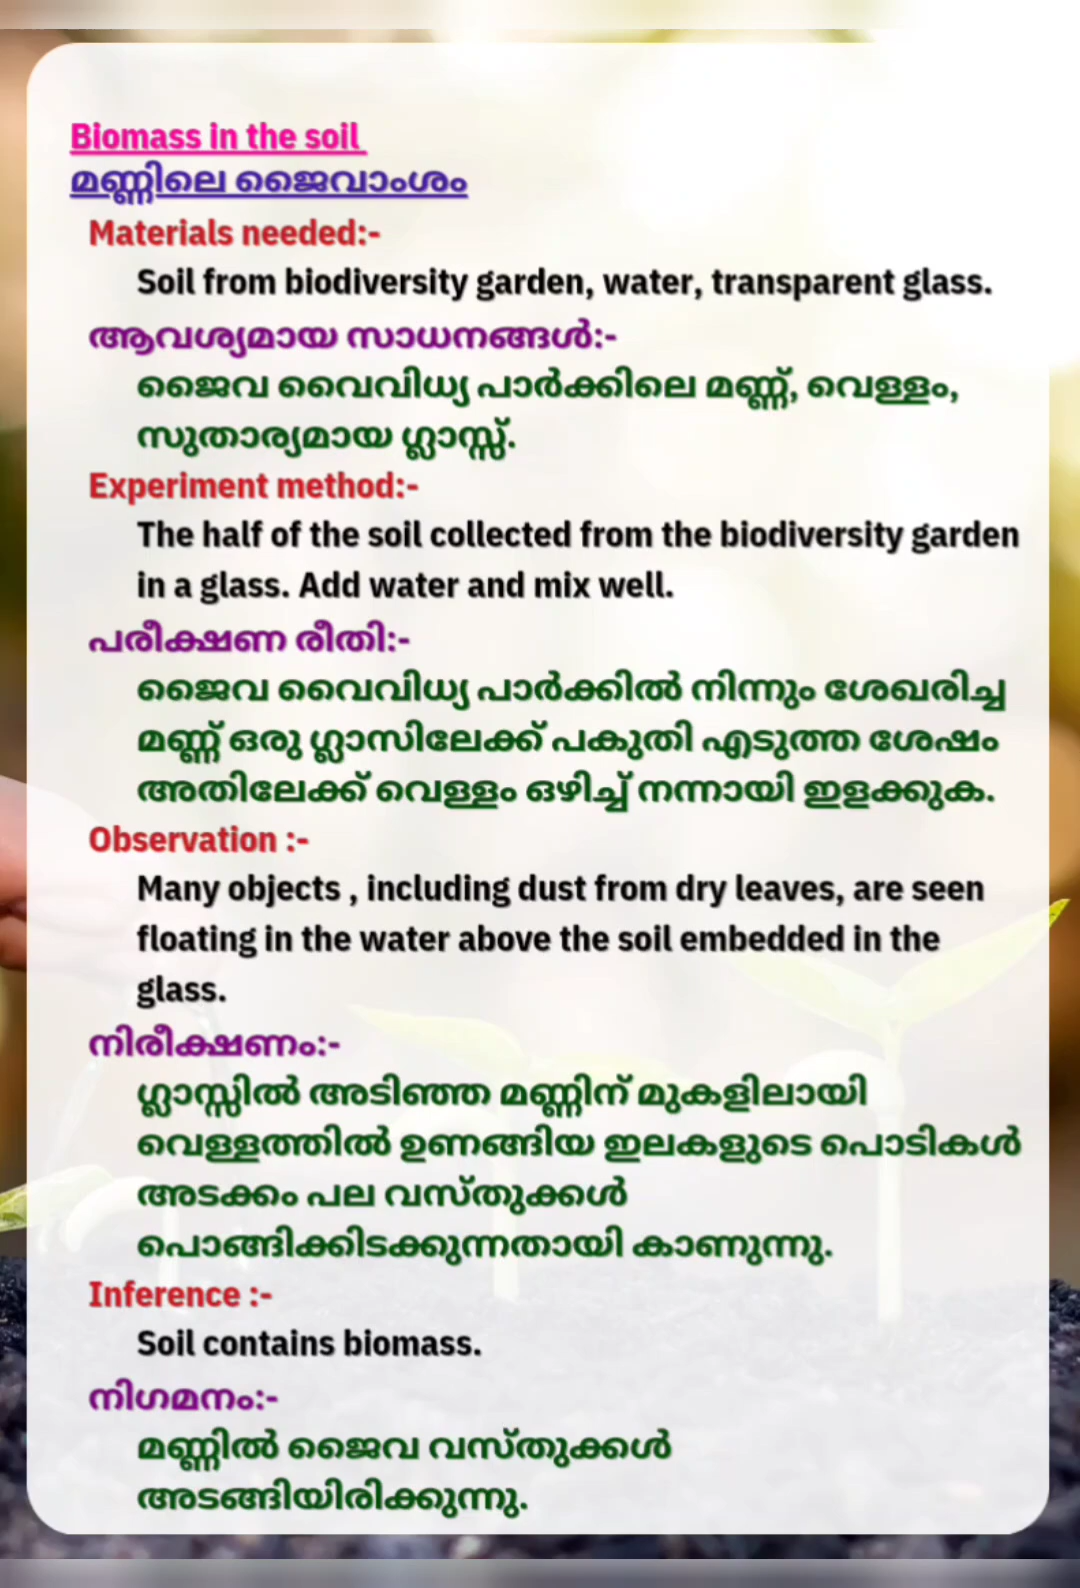 Biomass in the soil
മണ്ണിലെ ജൈവാംശം
Materials needed:-
Soil from biodiversity garden, water, transparent glass.
ആവശ്യമായ സാധനങ്ങൾ:-
ജൈവ വൈവിധ്യ പാർക്കിലെ മണ്ണ്, വെള്ളം,
സുതാര്യമായ ഗ്ലാസ്സ്.
Experiment method:-
The half of the soil collected from the biodiversity garden
in a glass. Add water and mix well.
പരീക്ഷണ രീതി:-
ജൈവ വൈവിധ്യ പാർക്കിൽ നിന്നും ശേഖരിച്ച
മണ്ണ് ഒരു ഗ്ലാസിലേക്ക് പകുതി എടുത്ത ശേഷം
അതിലേക്ക് വെള്ളം ഒഴിച്ച് നന്നായി ഇളക്കുക.
Observation :-
Many objects , including dust from dry leaves, are seen
floating in the water above the soil embedded in the
glass.
നിരീക്ഷണം:-
ഗ്ലാസ്സിൽ അടിഞ്ഞ മണ്ണിന് മുകളിലായി
വെള്ളത്തിൽ ഉണങ്ങിയ ഇലകളുടെ പൊടികൾ
അടക്കം പല വസ്തുക്കൾ
പൊങ്ങിക്കിടക്കുന്നതായി കാണുന്നു.
Inference :-
Soil contains biomass.
നിഗമനം:-
മണ്ണിൽ ജൈവ വസ്തുക്കൾ
അടങ്ങിയിരിക്കുന്നു.